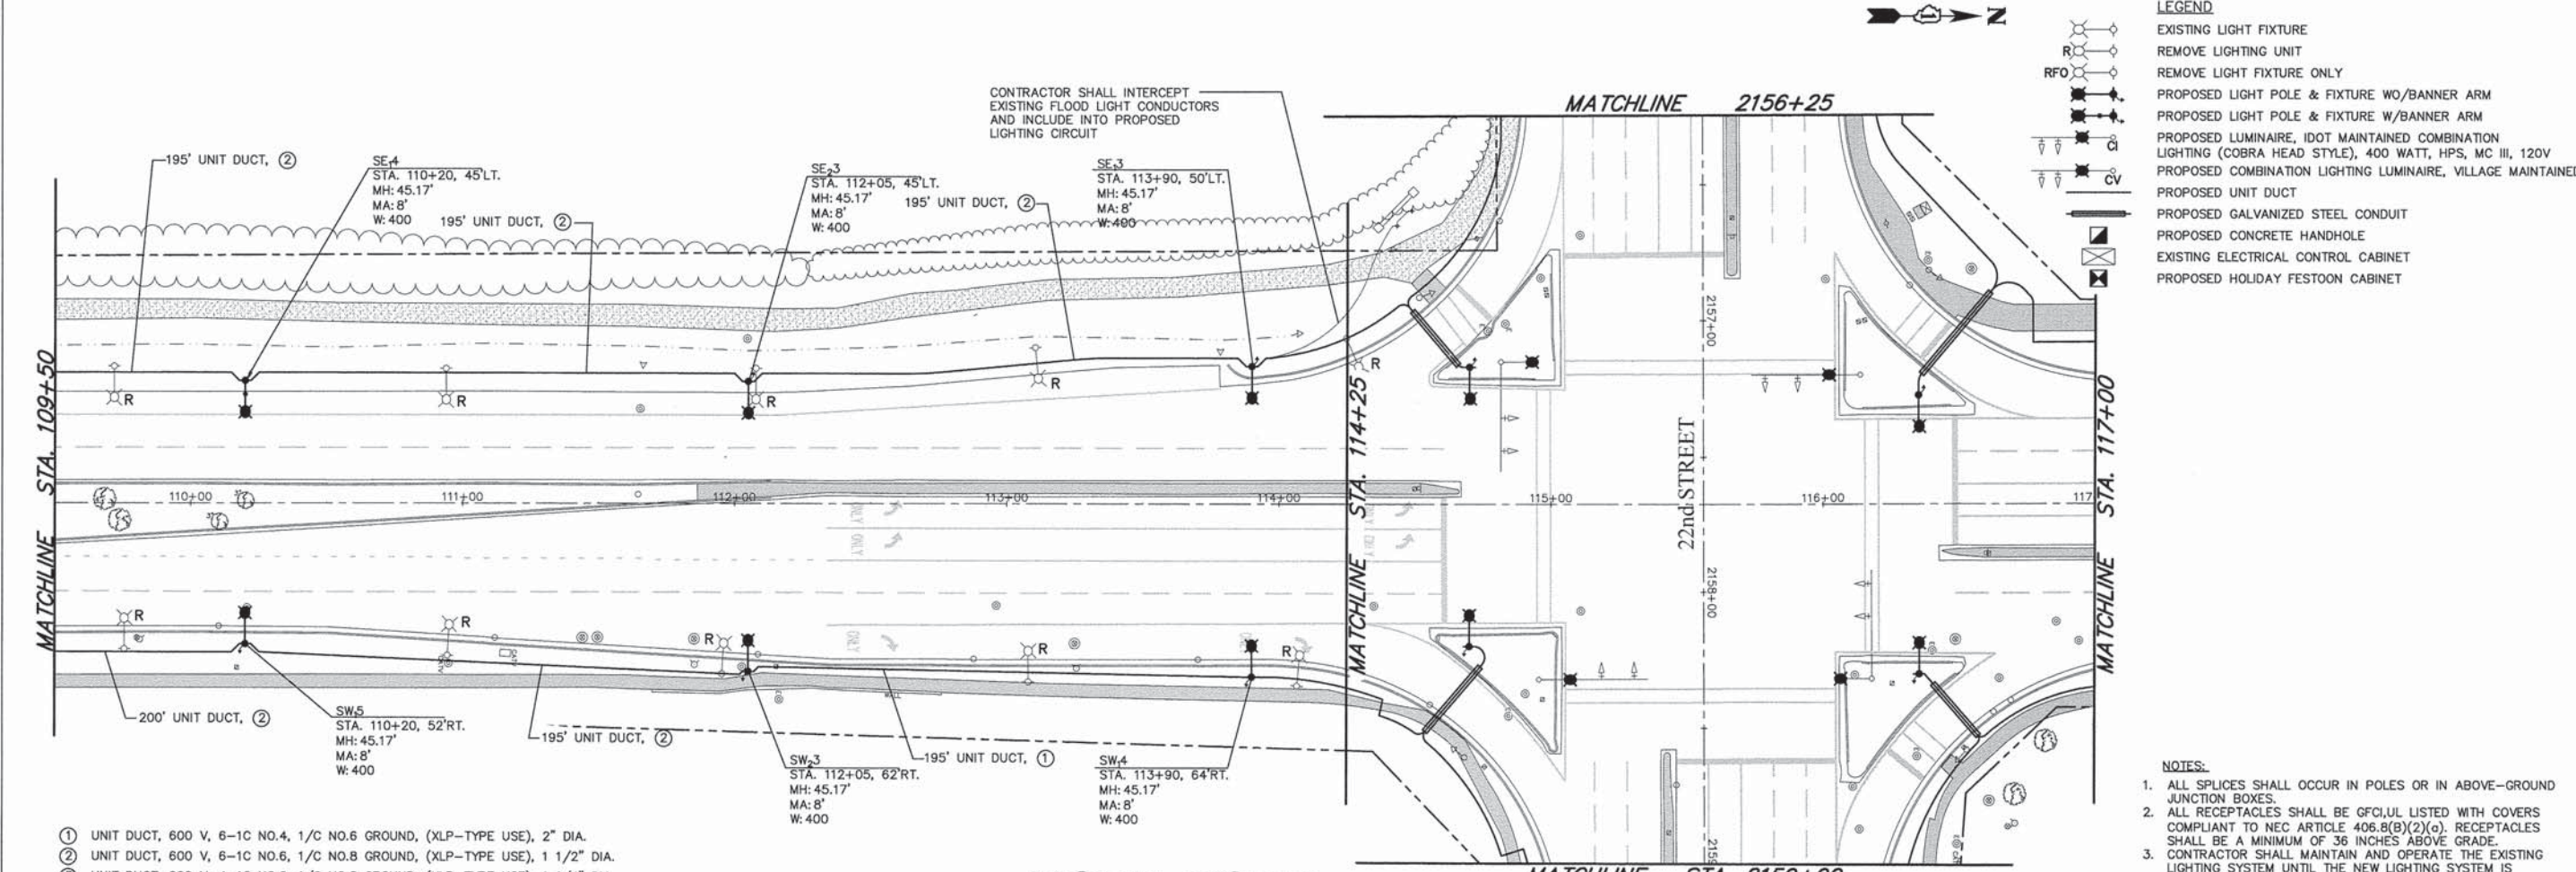 N
LEGEND
EXISTING LIGHT FIXTURE
R
REMOVE LIGHTING UNIT
RFO
REMOVE LIGHT FIXTURE ONLY
PROPOSED LIGHT POLE & FIXTURE WO/BANNER ARM
PROPOSED LIGHT POLE & FIXTURE W/BANNER ARM
CI
PROPOSED LUMINAIRE, IDOT MAINTAINED COMBINATION
LIGHTING (COBRA HEAD STYLE), 400 WATT, HPS, MC III, 120V
CV
PROPOSED COMBINATION LIGHTING LUMINAIRE, VILLAGE MAINTAINED
PROPOSED UNIT DUCT
PROPOSED GALVANIZED STEEL CONDUIT
PROPOSED CONCRETE HANDHOLE
EXISTING ELECTRICAL CONTROL CABINET
PROPOSED HOLIDAY FESTOON CABINET
CONTRACTOR SHALL INTERCEPT
EXISTING FLOOD LIGHT CONDUCTORS
AND INCLUDE INTO PROPOSED
LIGHTING CIRCUIT
MATCHLINE 2156+25
195' UNIT DUCT, ②
SE₁4
STA. 110+20, 45'LT.
MH: 45.17'
MA: 8'
W: 400
195' UNIT DUCT, ②
SE₂3
STA. 112+05, 45'LT.
MH: 45.17'
MA: 8'
W: 400
195' UNIT DUCT, ②
SE₁3
STA. 113+90, 50'LT.
MH: 45.17'
MA: 8'
W: 400
R
R
R
R
R
MATCHLINE STA. 109+50
MATCHLINE STA. 114+25
MATCHLINE STA. 117+00
110+00
111+00
112+00
113+00
114+00
115+00
116+00
117
2157+00
22nd STREET
2158+00
2159
ONLY
ONLY
ONLY
ONLY
R
R
R
R
R
200' UNIT DUCT, ②
SW₁5
STA. 110+20, 52'RT.
MH: 45.17'
MA: 8'
W: 400
195' UNIT DUCT, ②
SW₂3
STA. 112+05, 62'RT.
MH: 45.17'
MA: 8'
W: 400
195' UNIT DUCT, ①
SW₁4
STA. 113+90, 64'RT.
MH: 45.17'
MA: 8'
W: 400
① UNIT DUCT, 600 V, 6-1C NO.4, 1/C NO.6 GROUND, (XLP-TYPE USE), 2" DIA.
② UNIT DUCT, 600 V, 6-1C NO.6, 1/C NO.8 GROUND, (XLP-TYPE USE), 1 1/2" DIA.
NOTES:
1. ALL SPLICES SHALL OCCUR IN POLES OR IN ABOVE-GROUND
JUNCTION BOXES.
2. ALL RECEPTACLES SHALL BE GFCI,UL LISTED WITH COVERS
COMPLIANT TO NEC ARTICLE 406.8(B)(2)(a). RECEPTACLES
SHALL BE A MINIMUM OF 36 INCHES ABOVE GRADE.
3. CONTRACTOR SHALL MAINTAIN AND OPERATE THE EXISTING
LIGHTING SYSTEM UNTIL THE NEW LIGHTING SYSTEM IS